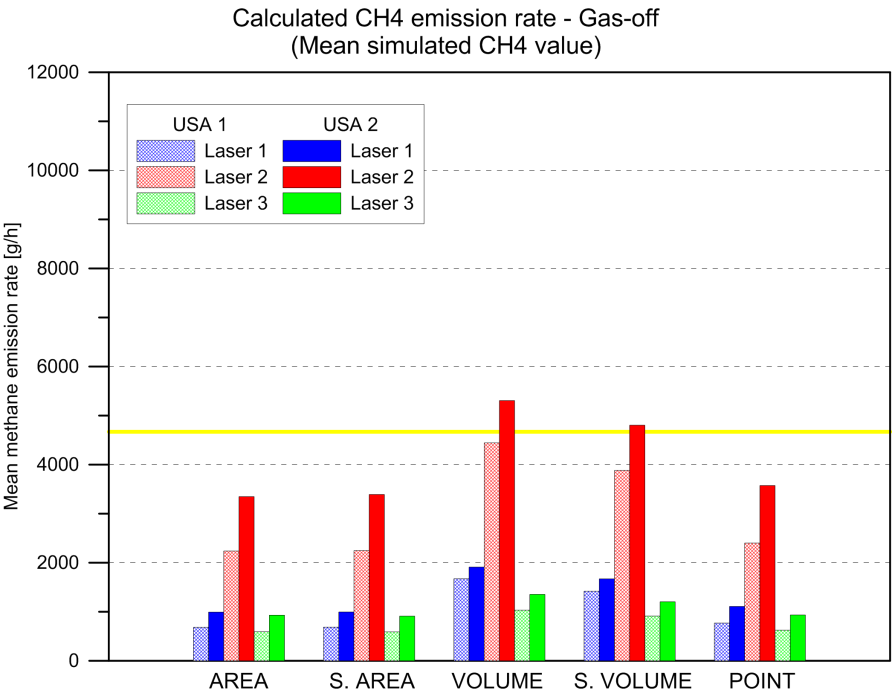 Calculated CH4 emission rate - Gas-off
(Mean simulated CH4 value)
12000
10000
8000
6000
4000
2000
0
Mean methane emission rate [g/h]
USA 1 USA 2
Laser 1 Laser 1
Laser 2 Laser 2
Laser 3 Laser 3
AREA S. AREA VOLUME S. VOLUME POINT